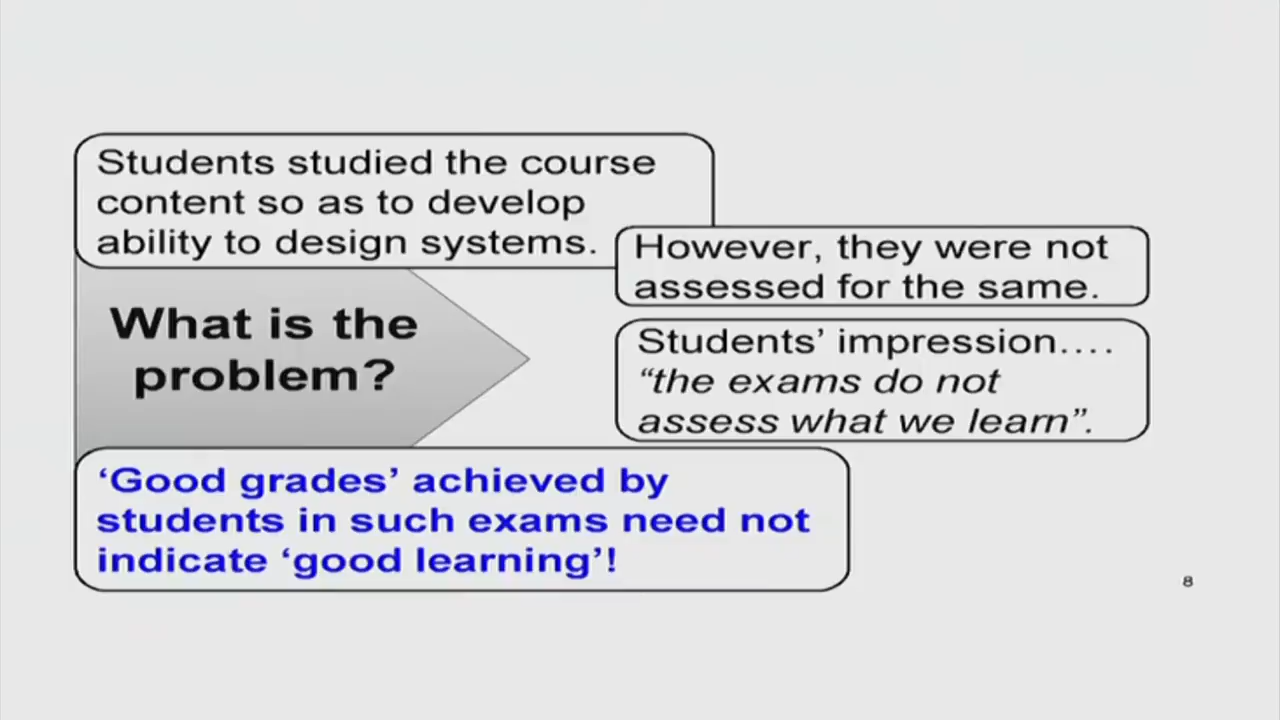 Students studied the course
content so as to develop
ability to design systems.
However, they were not
assessed for the same.
What is the
problem?
Students’ impression....
“the exams do not
assess what we learn”.
‘Good grades’ achieved by
students in such exams need not
indicate ‘good learning’!
8